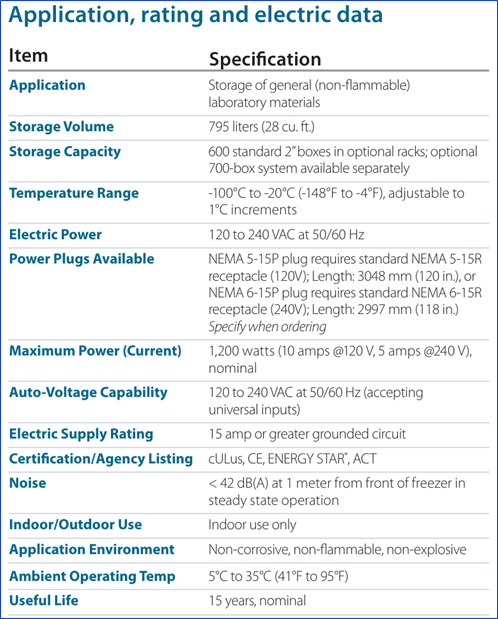 Application, rating and electric data
Item Specification
Application Storage of general (non-flammable)
laboratory materials
Storage Volume 795 liters (28 cu. ft.)
Storage Capacity 600 standard 2” boxes in optional racks; optional
700-box system available separately
Temperature Range -100°C to -20°C (-148°F to -4°F), adjustable to
1°C increments
Electric Power 120 to 240 VAC at 50/60 Hz
Power Plugs Available NEMA 5-15P plug requires standard NEMA 5-15R
receptacle (120V); Length: 3048 mm (120 in.), or
NEMA 6-15P plug requires standard NEMA 6-15R
receptacle (240V); Length: 2997 mm (118 in.)
Specify when ordering
Maximum Power (Current) 1,200 watts (10 amps @120 V, 5 amps @240 V),
nominal
Auto-Voltage Capability 120 to 240 VAC at 50/60 Hz (accepting
universal inputs)
Electric Supply Rating 15 amp or greater grounded circuit
Certification/Agency Listing cULus, CE, ENERGY STAR®, ACT
Noise < 42 dB(A) at 1 meter from front of freezer in
steady state operation
Indoor/Outdoor Use Indoor use only
Application Environment Non-corrosive, non-flammable, non-explosive
Ambient Operating Temp 5°C to 35°C (41°F to 95°F)
Useful Life 15 years, nominal